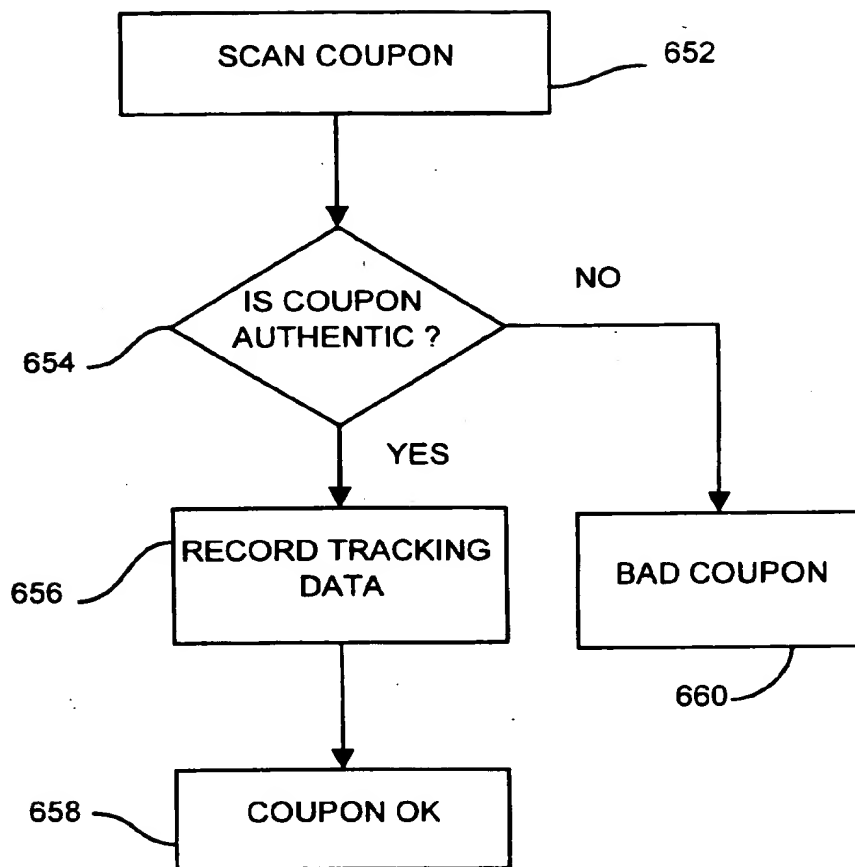 SCAN COUPON
652
IS COUPON
AUTHENTIC ?
NO
654
YES
RECORD TRACKING
DATA
656
BAD COUPON
660
COUPON OK
658